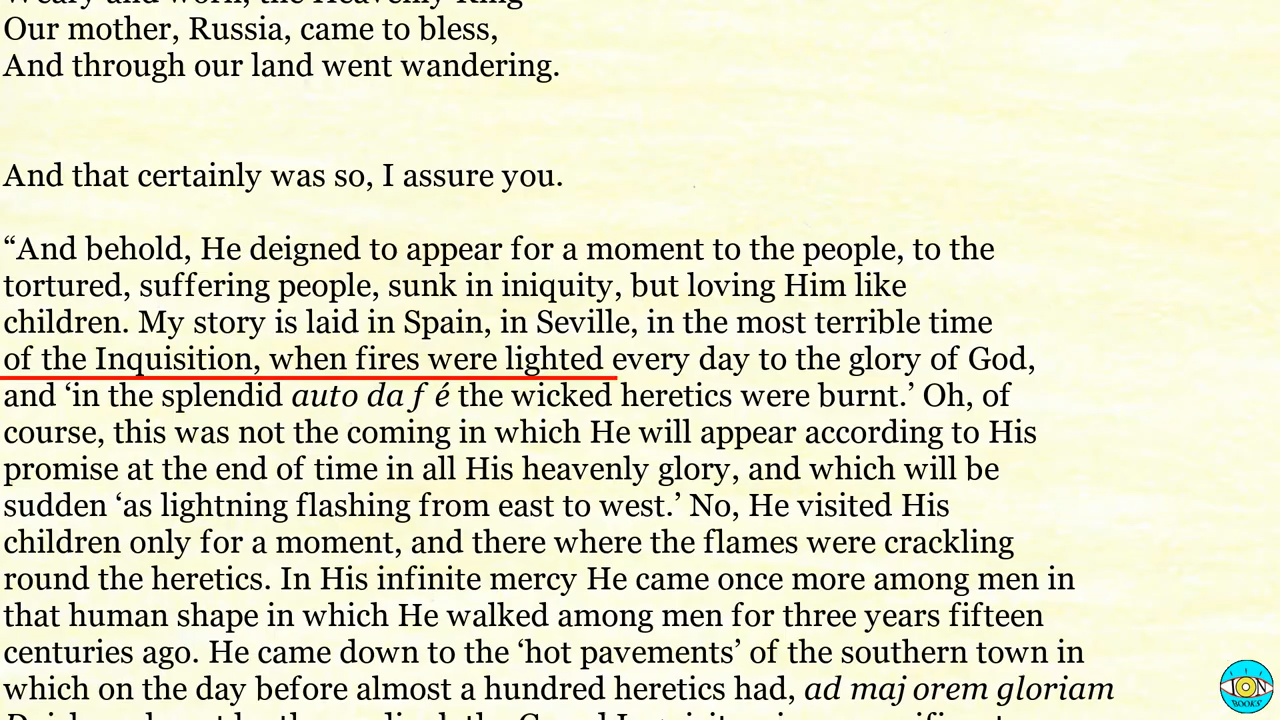 Weary and worn, the Heavenly King
Our mother, Russia, came to bless,
And through our land went wandering.
And that certainly was so, I assure you.
“And behold, He deigned to appear for a moment to the people, to the
tortured, suffering people, sunk in iniquity, but loving Him like
children. My story is laid in Spain, in Seville, in the most terrible time
of the Inquisition, when fires were lighted every day to the glory of God,
and ‘in the splendid auto da f é the wicked heretics were burnt.’ Oh, of
course, this was not the coming in which He will appear according to His
promise at the end of time in all His heavenly glory, and which will be
sudden ‘as lightning flashing from east to west.’ No, He visited His
children only for a moment, and there where the flames were crackling
round the heretics. In His infinite mercy He came once more among men in
that human shape in which He walked among men for three years fifteen
centuries ago. He came down to the ‘hot pavements’ of the southern town in
which on the day before almost a hundred heretics had, ad maj orem gloriam
ION
BOOKS